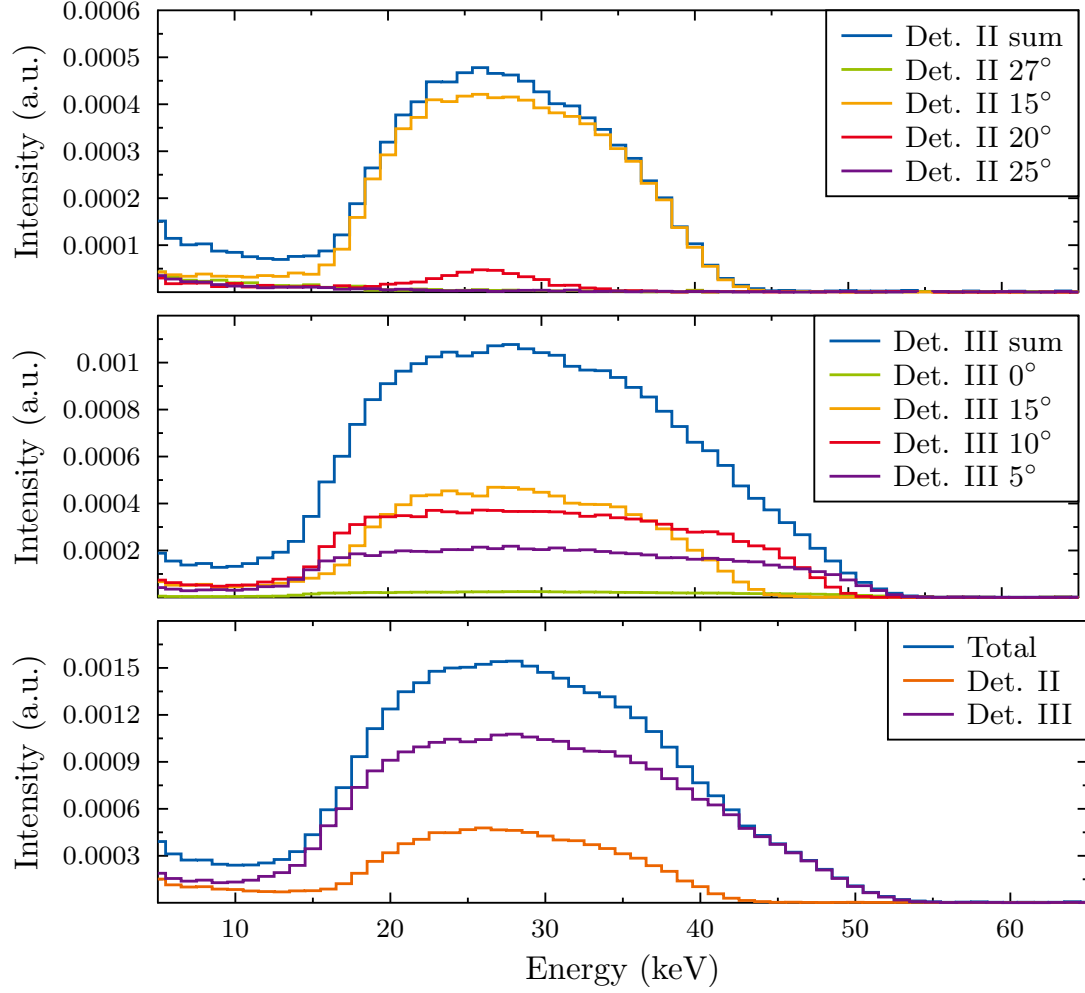 0.0006
0.0005
0.0004
0.0003
0.0002
0.0001
Intensity (a.u.)
Det. II sum
Det. II 27°
Det. II 15°
Det. II 20°
Det. II 25°
0.001
0.0008
0.0006
0.0004
0.0002
Intensity (a.u.)
Det. III sum
Det. III 0°
Det. III 15°
Det. III 10°
Det. III 5°
0.0015
0.0012
0.0009
0.0006
0.0003
Intensity (a.u.)
Total
Det. II
Det. III
10 20 30 40 50 60
Energy (keV)